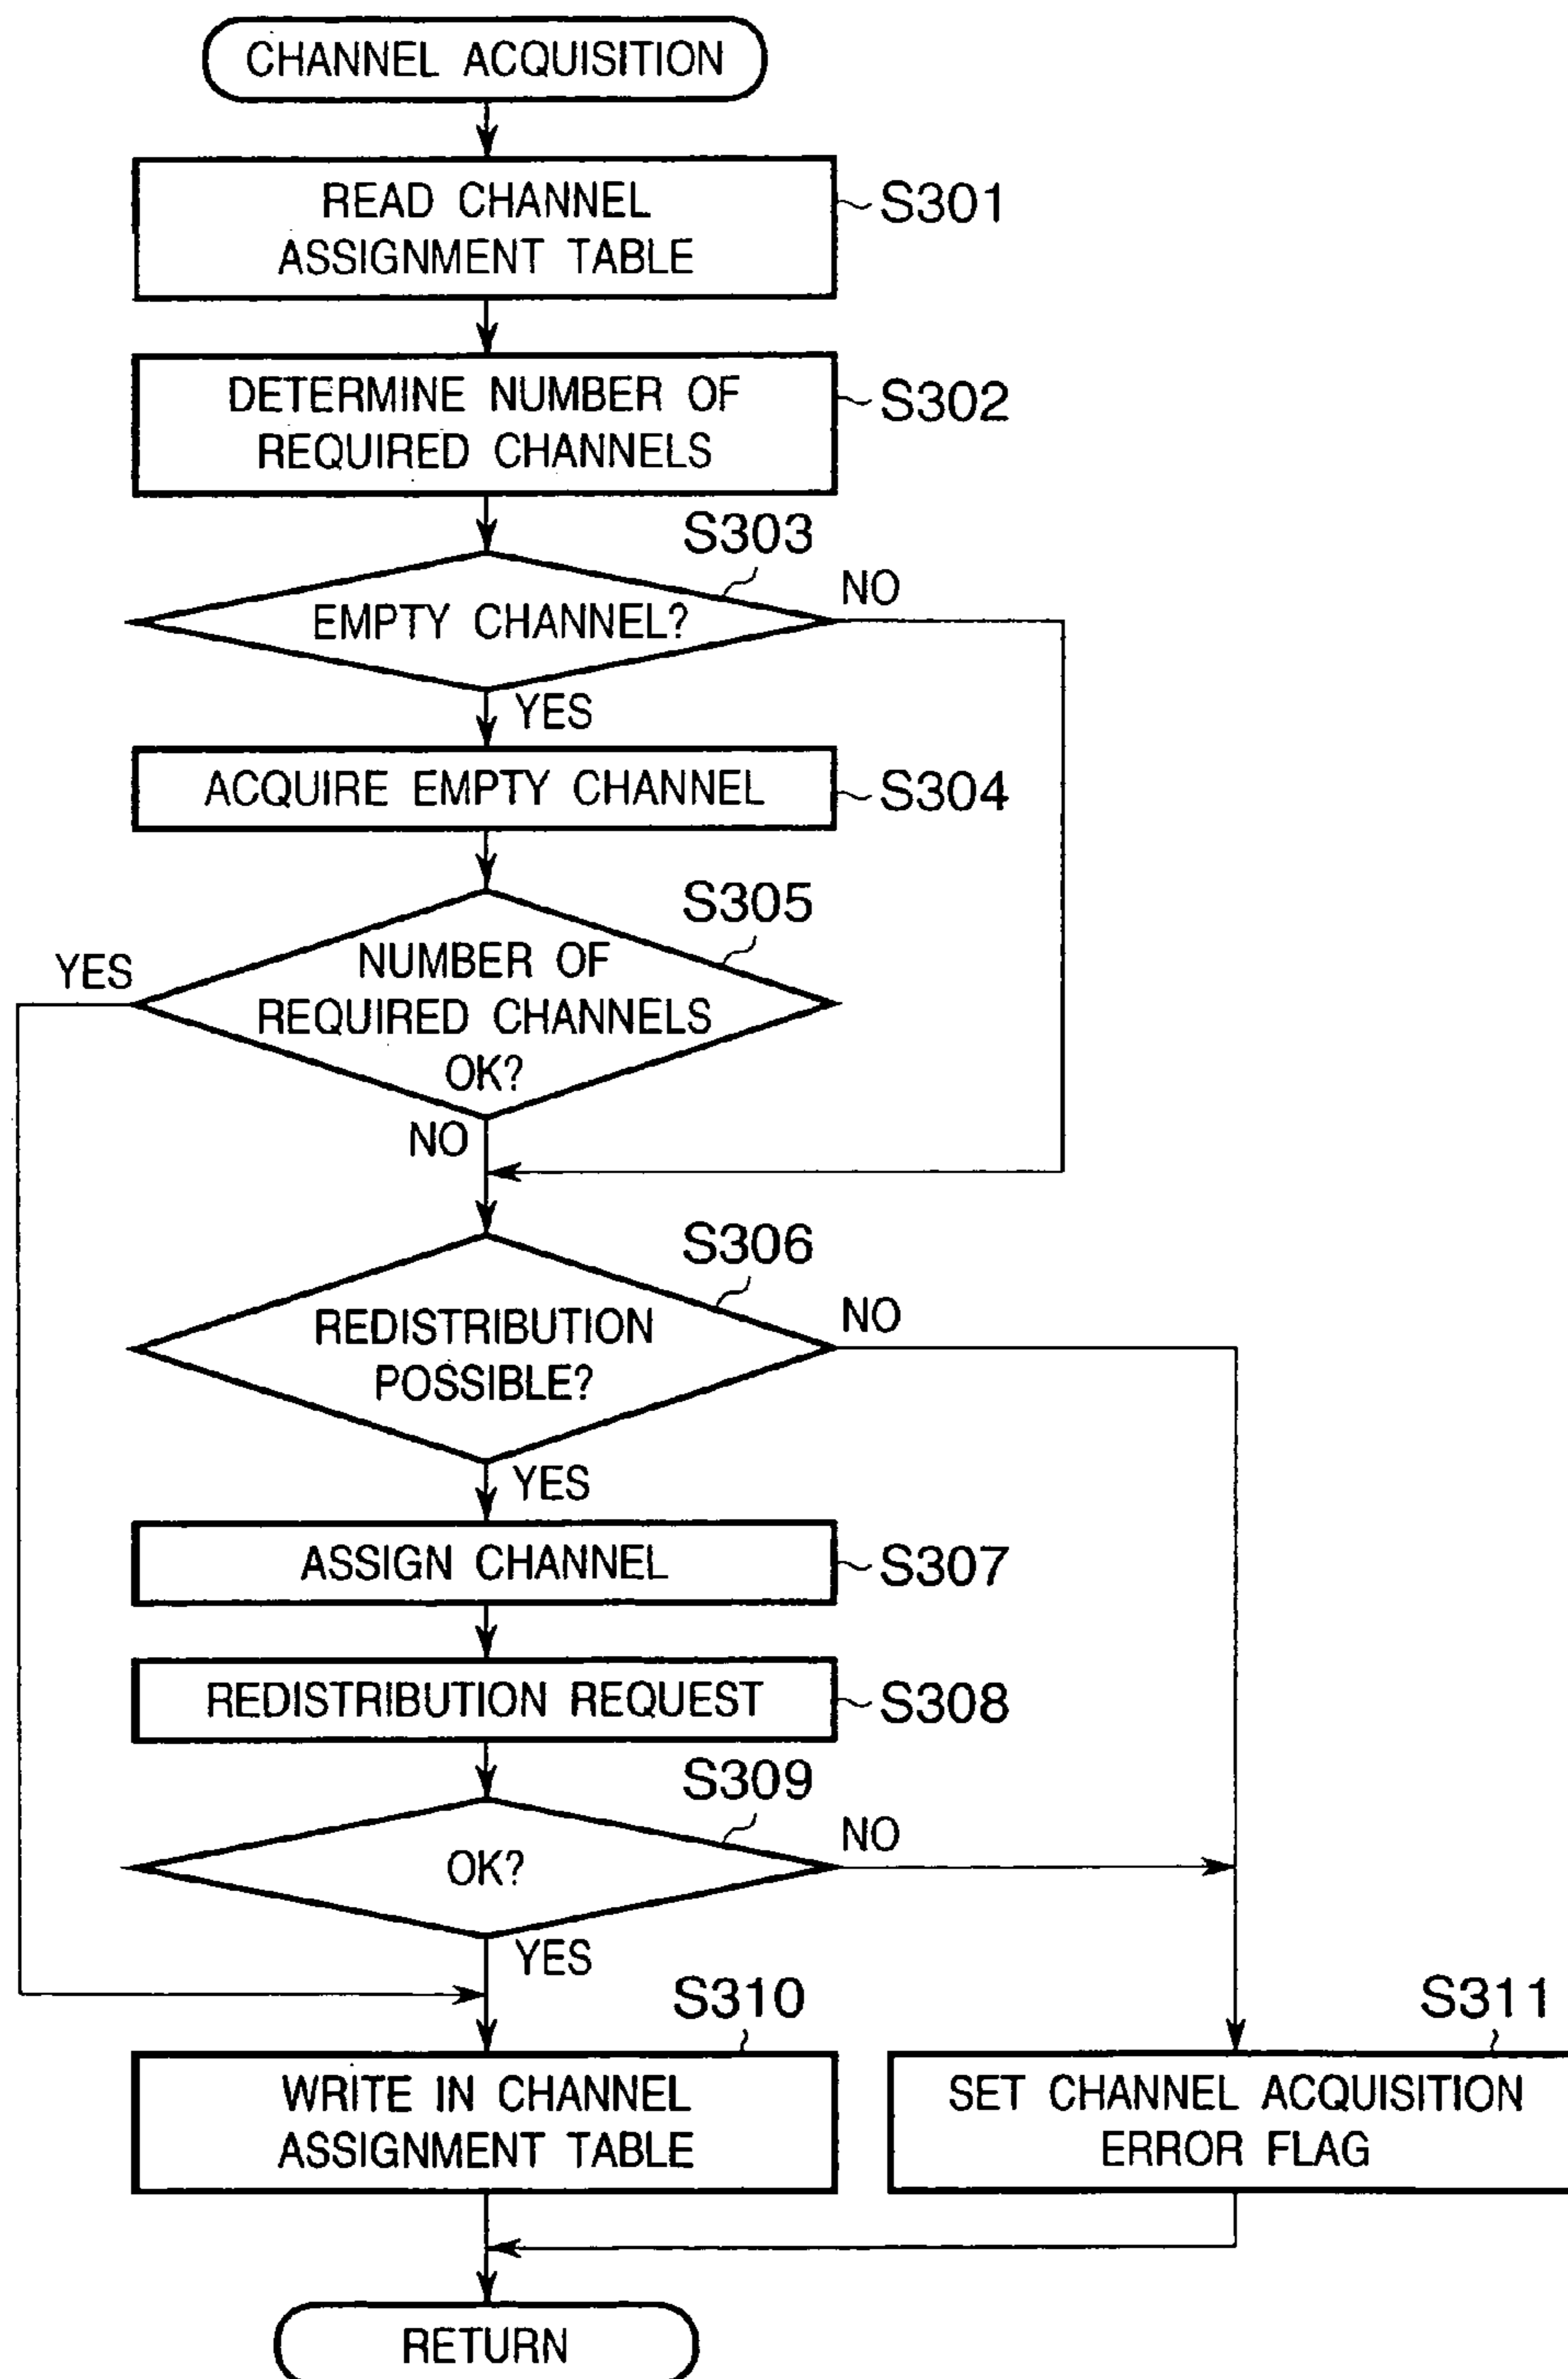 CHANNEL ACQUISITION
READ CHANNEL
ASSIGNMENT TABLE
S301
DETERMINE NUMBER OF
REQUIRED CHANNELS
S302
S303
EMPTY CHANNEL?
NO
YES
ACQUIRE EMPTY CHANNEL
S304
S305
YES
NUMBER OF
REQUIRED CHANNELS
OK?
NO
S306
REDISTRIBUTION
POSSIBLE?
NO
YES
ASSIGN CHANNEL
S307
REDISTRIBUTION REQUEST
S308
S309
OK?
NO
YES
S310
WRITE IN CHANNEL
ASSIGNMENT TABLE
S311
SET CHANNEL ACQUISITION
ERROR FLAG
RETURN